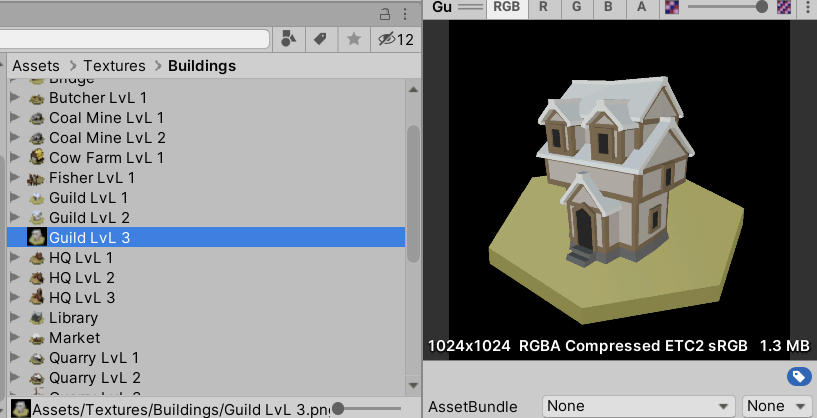 Gu RGB R G B A
12
Assets > Textures > Buildings
Bridge
Butcher LvL 1
Coal Mine LvL 1
Coal Mine LvL 2
Cow Farm LvL 1
Fisher LvL 1
Guild LvL 1
Guild LvL 2
Guild LvL 3
HQ LvL 1
HQ LvL 2
HQ LvL 3
Library
Market
Quarry LvL 1
Quarry LvL 2
Assets/Textures/Buildings/Guild LvL 3.pn
1024x1024 RGBA Compressed ETC2 sRGB 1.3 MB
AssetBundle None None